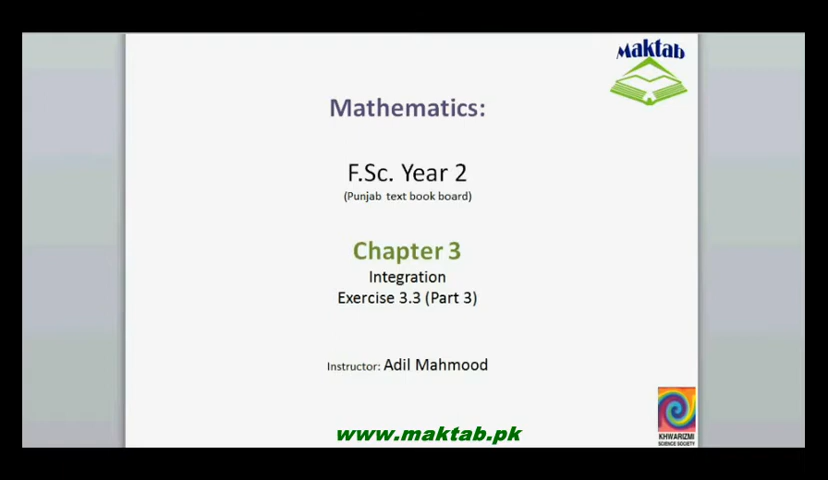 Maktab
Mathematics:
F.Sc. Year 2
(Punjab text book board)
Chapter 3
Integration
Exercise 3.3 (Part 3)
Instructor: Adil Mahmood
www.maktab.pk
KHWARIZMI
SCIENCE SOCIETY